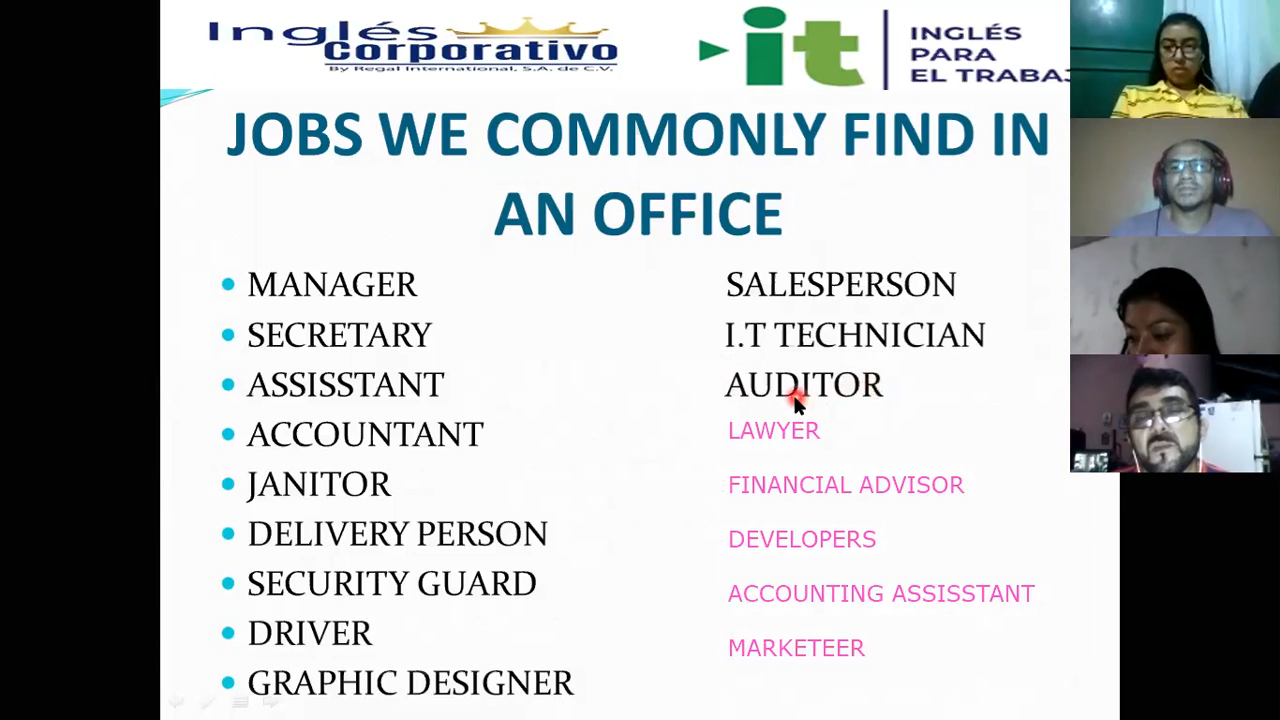 Inglés
Corporativo
By Regal International, S.A. de C.V.
it
INGLÉS
PARA
EL TRABAJ
JOBS WE COMMONLY FIND IN
AN OFFICE
• MANAGER
• SECRETARY
• ASSISSTANT
• ACCOUNTANT
• JANITOR
• DELIVERY PERSON
• SECURITY GUARD
• DRIVER
• GRAPHIC DESIGNER
SALESPERSON
I.T TECHNICIAN
AUDITOR
LAWYER
FINANCIAL ADVISOR
DEVELOPERS
ACCOUNTING ASSISSTANT
MARKETEER